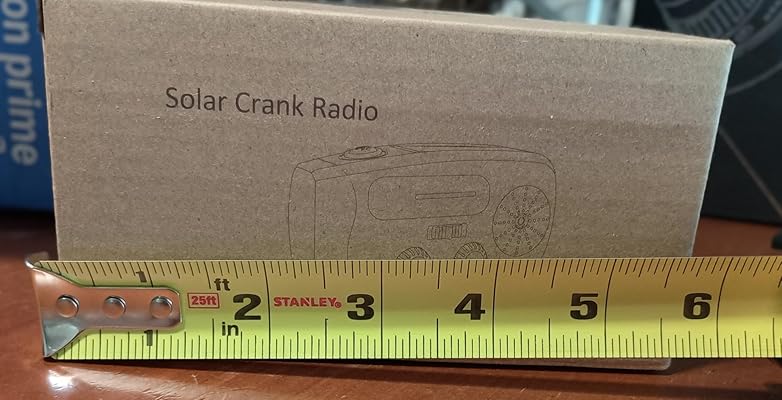 on prime
Solar Crank Radio
1 ft
25ft 2 STANLEY® 3 4 5 6
1 in